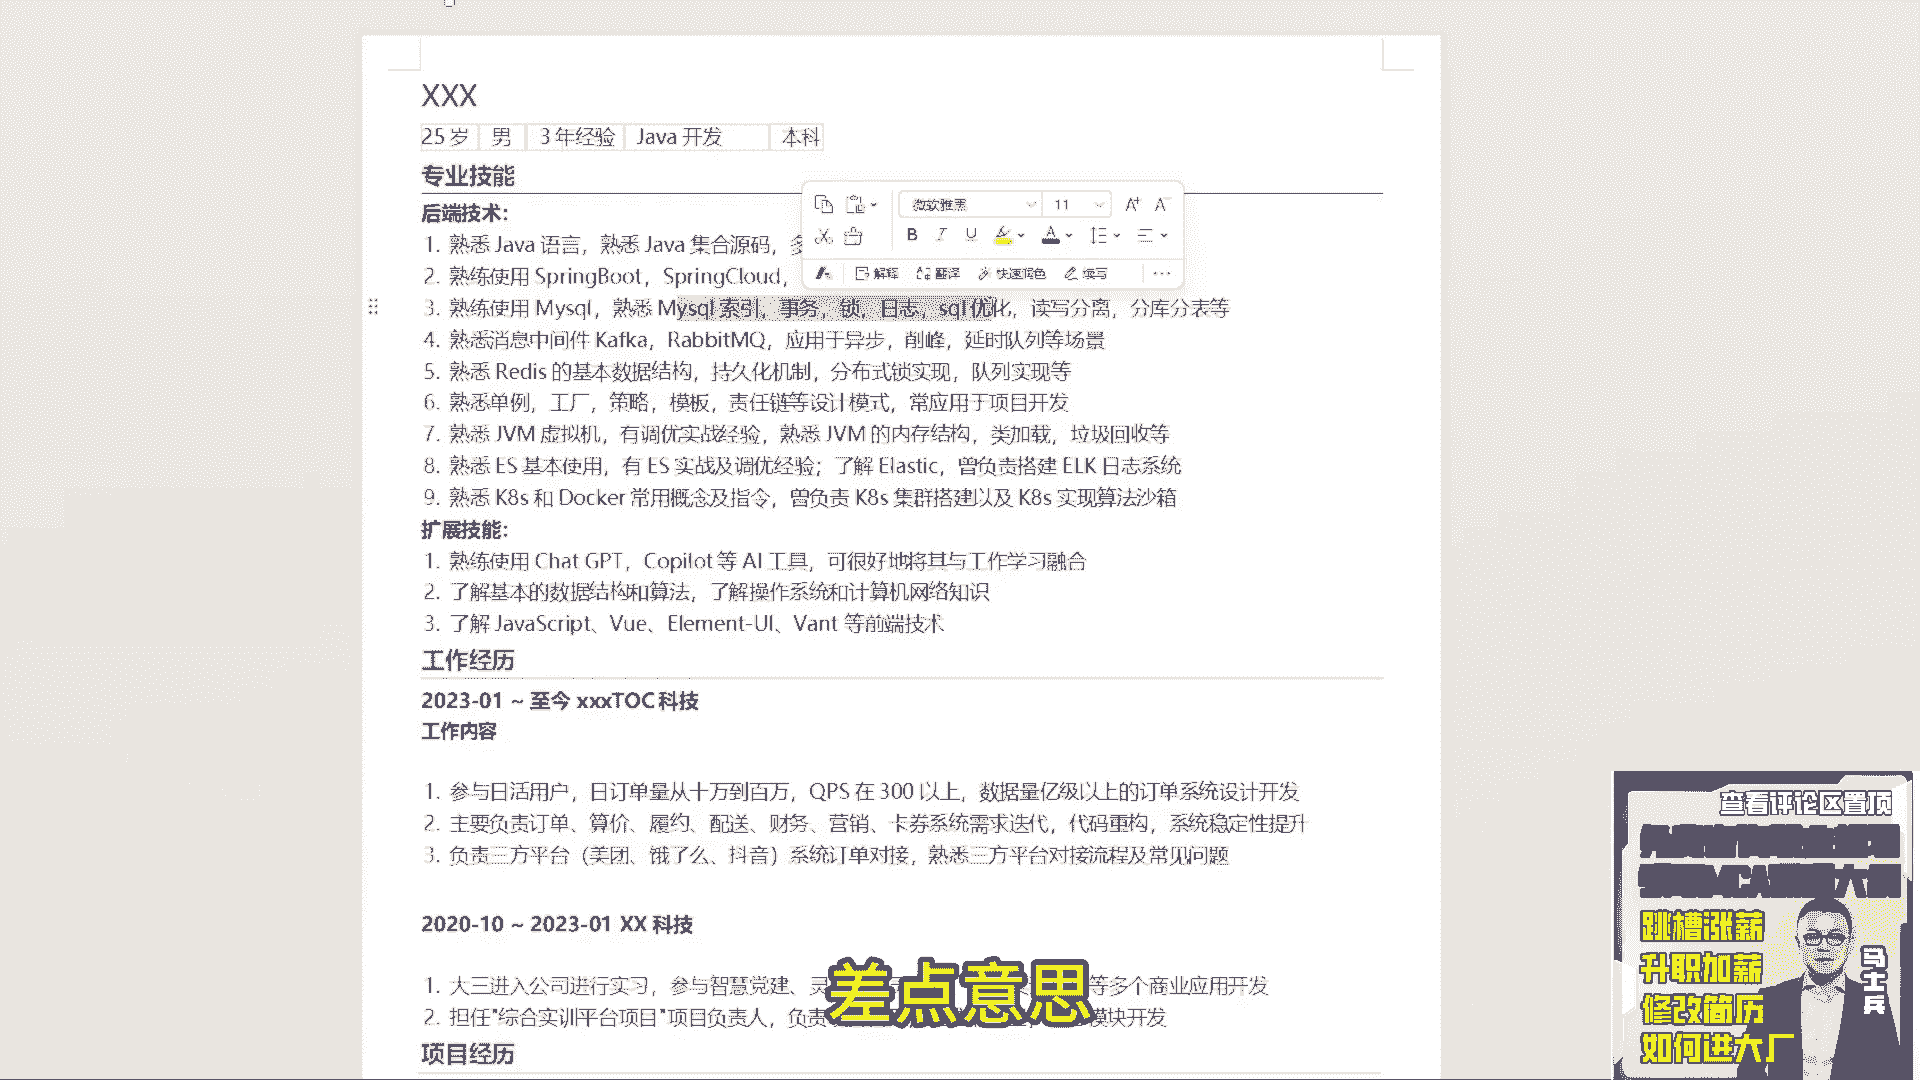 XXX
25 岁 男 3 年经验 Java 开发 本科
专业技能
后端技术：
1. 熟悉 Java 语言，熟悉 Java 集合源码，
2. 熟练使用 SpringBoot，SpringCloud，
3. 熟练使用 Mysql，熟悉 Mysql 索引，事务，锁，日志，sql 优化，读写分离，分库分表等
4. 熟悉消息中间件 Kafka，RabbitMQ，应用于异步，削峰，延时队列等场景
5. 熟悉 Redis 的基本数据结构，持久化机制，分布式锁实现，队列实现等
6. 熟悉单例，工厂，策略，模板，责任链等设计模式，常应用于项目开发
7. 熟悉 JVM 虚拟机，有调优实战经验，熟悉 JVM 的内存结构，类加载，垃圾回收等
8. 熟悉 ES 基本使用，有 ES 实战及调优经验；了解 Elastic，曾负责搭建 ELK 日志系统
9. 熟悉 K8s 和 Docker 常用概念及指令，曾负责 K8s 集群搭建以及 K8s 实现算法沙箱
扩展技能：
1. 熟练使用 Chat GPT，Copilot 等 AI 工具，可很好地将其与工作学习融合
2. 了解基本的数据结构和算法，了解操作系统和计算机网络知识
3. 了解 JavaScript、Vue、Element-UI、Vant 等前端技术
工作经历
2023-01 ~ 至今 xxxTOC 科技
工作内容
1. 参与日活用户，日订单量从十万到百万，QPS 在 300 以上，数据量亿级以上的订单系统设计开发
2. 主要负责订单、算价、履约、配送、财务、营销、卡券系统需求迭代，代码重构，系统稳定性提升
3. 负责三方平台（美团、饿了么、抖音）系统订单对接，熟悉三方平台对接流程及常见问题
2020-10 ~ 2023-01 XX 科技
1. 大三进入公司进行实习，参与智慧党建、灵 等多个商业应用开发
2. 担任"综合实训平台项目"项目负责人，负责 模块开发
项目经历
微软雅黑 11
B I U A
解释 翻译 快速润色 续写
差点意思
查看评论区置顶
跳槽涨薪
升职加薪
修改简历
如何进大厂
马士兵